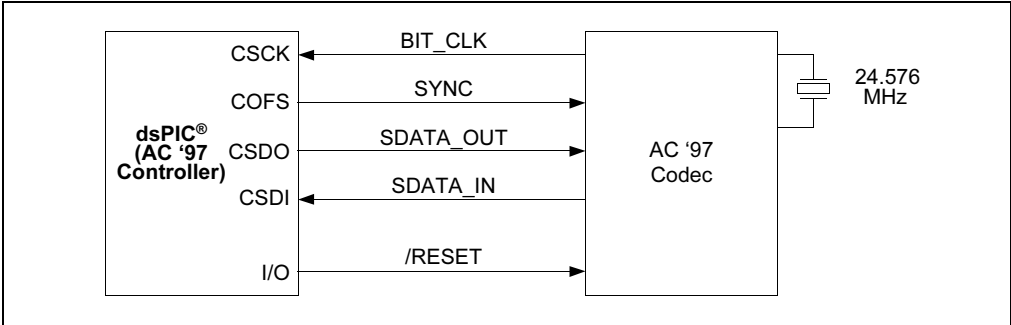 CSCK
BIT_CLK
COFS
SYNC
dsPIC®
(AC ‘97
Controller)
CSDO
SDATA_OUT
CSDI
SDATA_IN
I/O
/RESET
AC ‘97
Codec
24.576
MHz